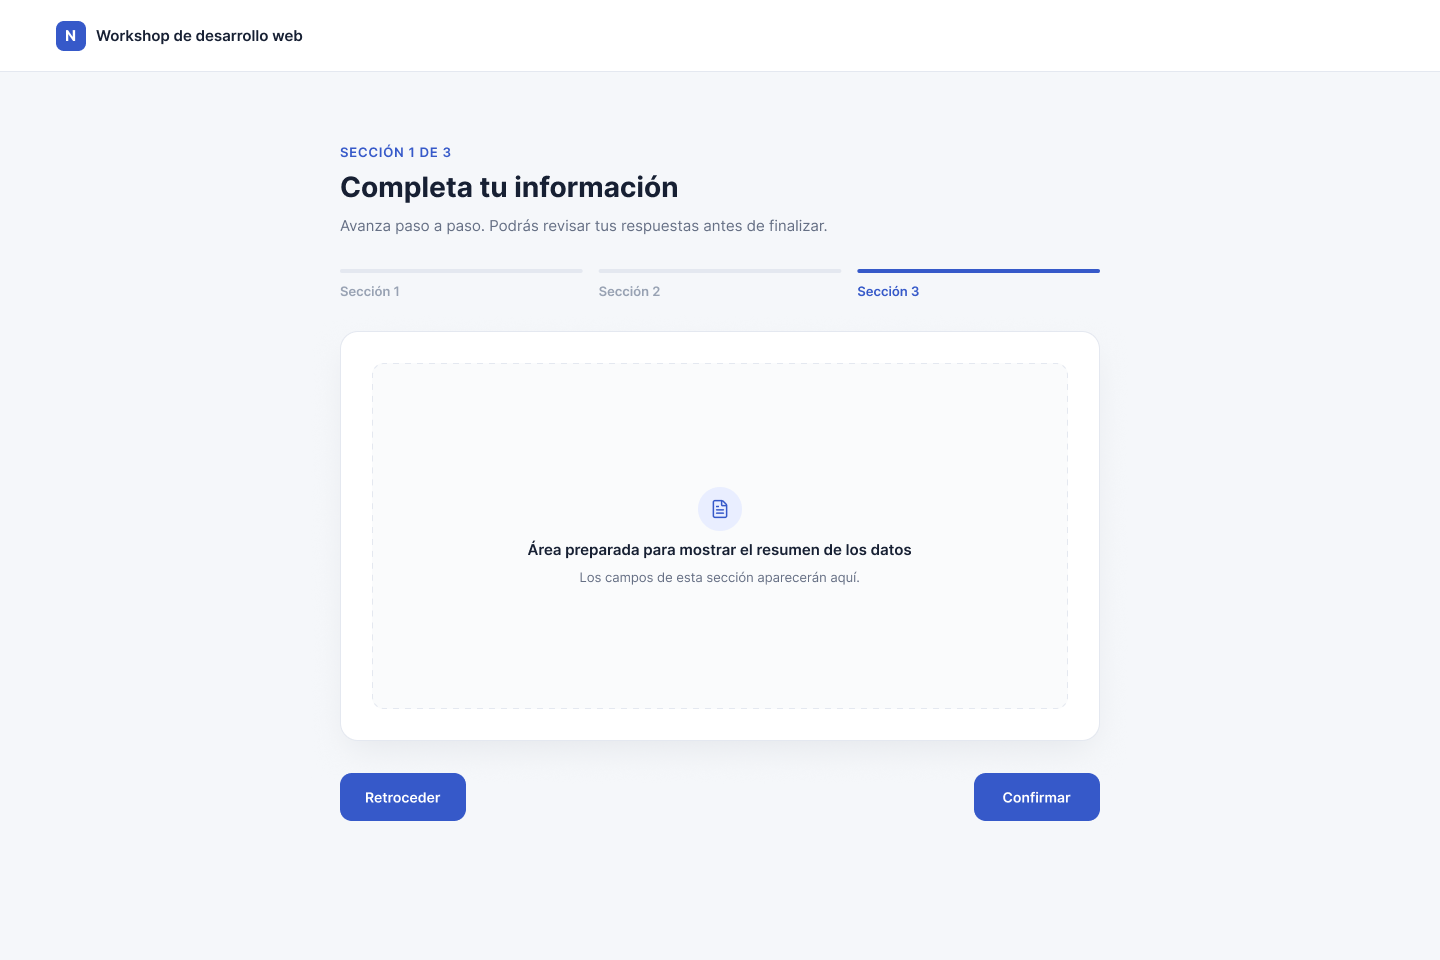 N Workshop de desarrollo web
SECCIÓN 1 DE 3
Completa tu información
Avanza paso a paso. Podrás revisar tus respuestas antes de finalizar.
Sección 1
Sección 2
Sección 3
Área preparada para mostrar el resumen de los datos
Los campos de esta sección aparecerán aquí.
Retroceder
Confirmar